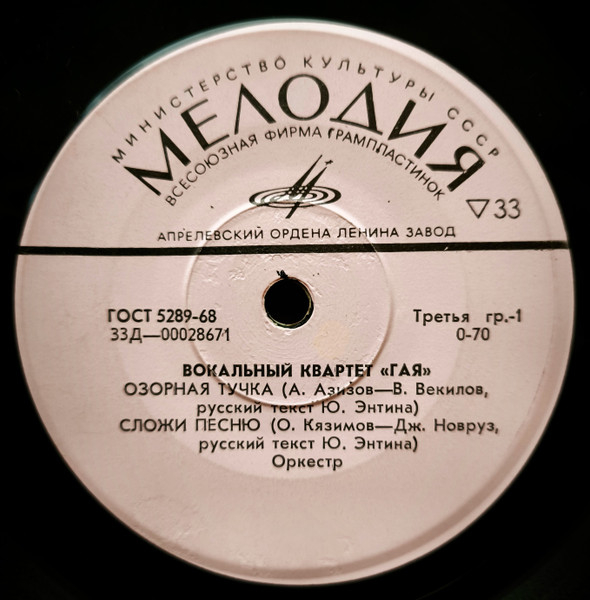 МИНИСТЕРСТВО КУЛЬТУРЫ СССР
МЕЛОДИЯ
ВСЕСОЮЗНАЯ ФИРМА ГРАМПЛАСТИНОК
▽33
АПРЕЛЕВСКИЙ ОРДЕНА ЛЕНИНА ЗАВОД
ГОСТ 5289-68
Третья гр.-1
33Д—00028671
0-70
ВОКАЛЬНЫЙ КВАРТЕТ «ГАЯ»
ОЗОРНАЯ ТУЧКА (А. Азизов—В. Векилов,
русский текст Ю. Энтина)
СЛОЖИ ПЕСНЮ (О. Кязимов—Дж. Новруз,
русский текст Ю. Энтина)
Оркестр